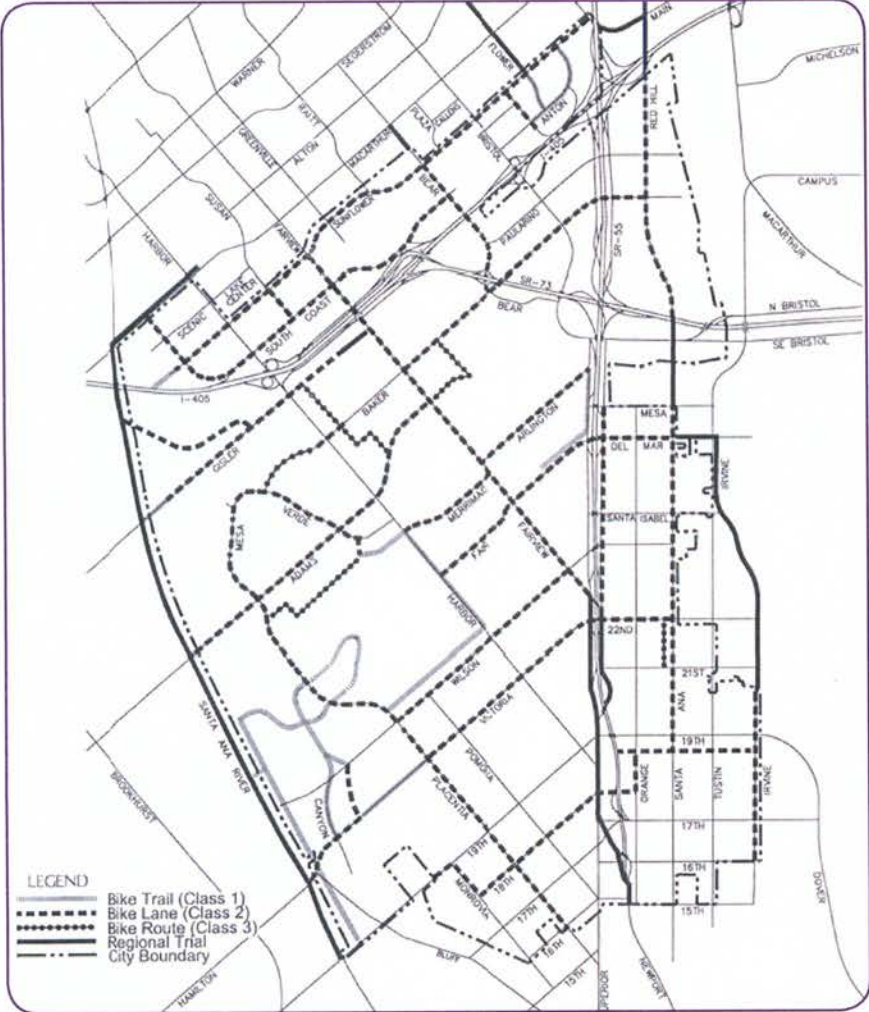 MAIN
SEGERSTROM
FLOWER
WARNER
MICHELSON
RAITT
PLAZA
CALLENS
ANTON
RED HILL
GREENVILLE
ALTON
MACARTHUR
BRISTOL
I-405
CAMPUS
SUSAN
BEAR
SUNFLOWER
PAULARINO
HARBOR
FAIRVIEW
MACARTHUR
SR-55
LAKE CENTER
SR-73
SCENIC
SOUTH COAST
BEAR
N BRISTOL
SE BRISTOL
I-405
BAKER
MESA
ARLINGTON
GISLER
DEL MAR
IRVINE
VERDE
MERRIMAC
SANTA ISABEL
MESA
FAIRVIEW
FAIR
ADAMS
HARBOR
22ND
WILSON
21ST
SANTA ANA RIVER
VICTORIA
ANA
19TH
POMONA
BROOKHURST
PLACENTIA
ORANGE
SANTA
TUSTIN
IRVINE
CANYON
17TH
19TH
16TH
DOVER
LEGEND
MONROVIA
18TH
15TH
Bike Trail (Class 1)
Bike Lane (Class 2)
17TH
Bike Route (Class 3)
Regional Trial
16TH
City Boundary
BLUFF
15TH
NEWPORT
HAMILTON
PERIOR